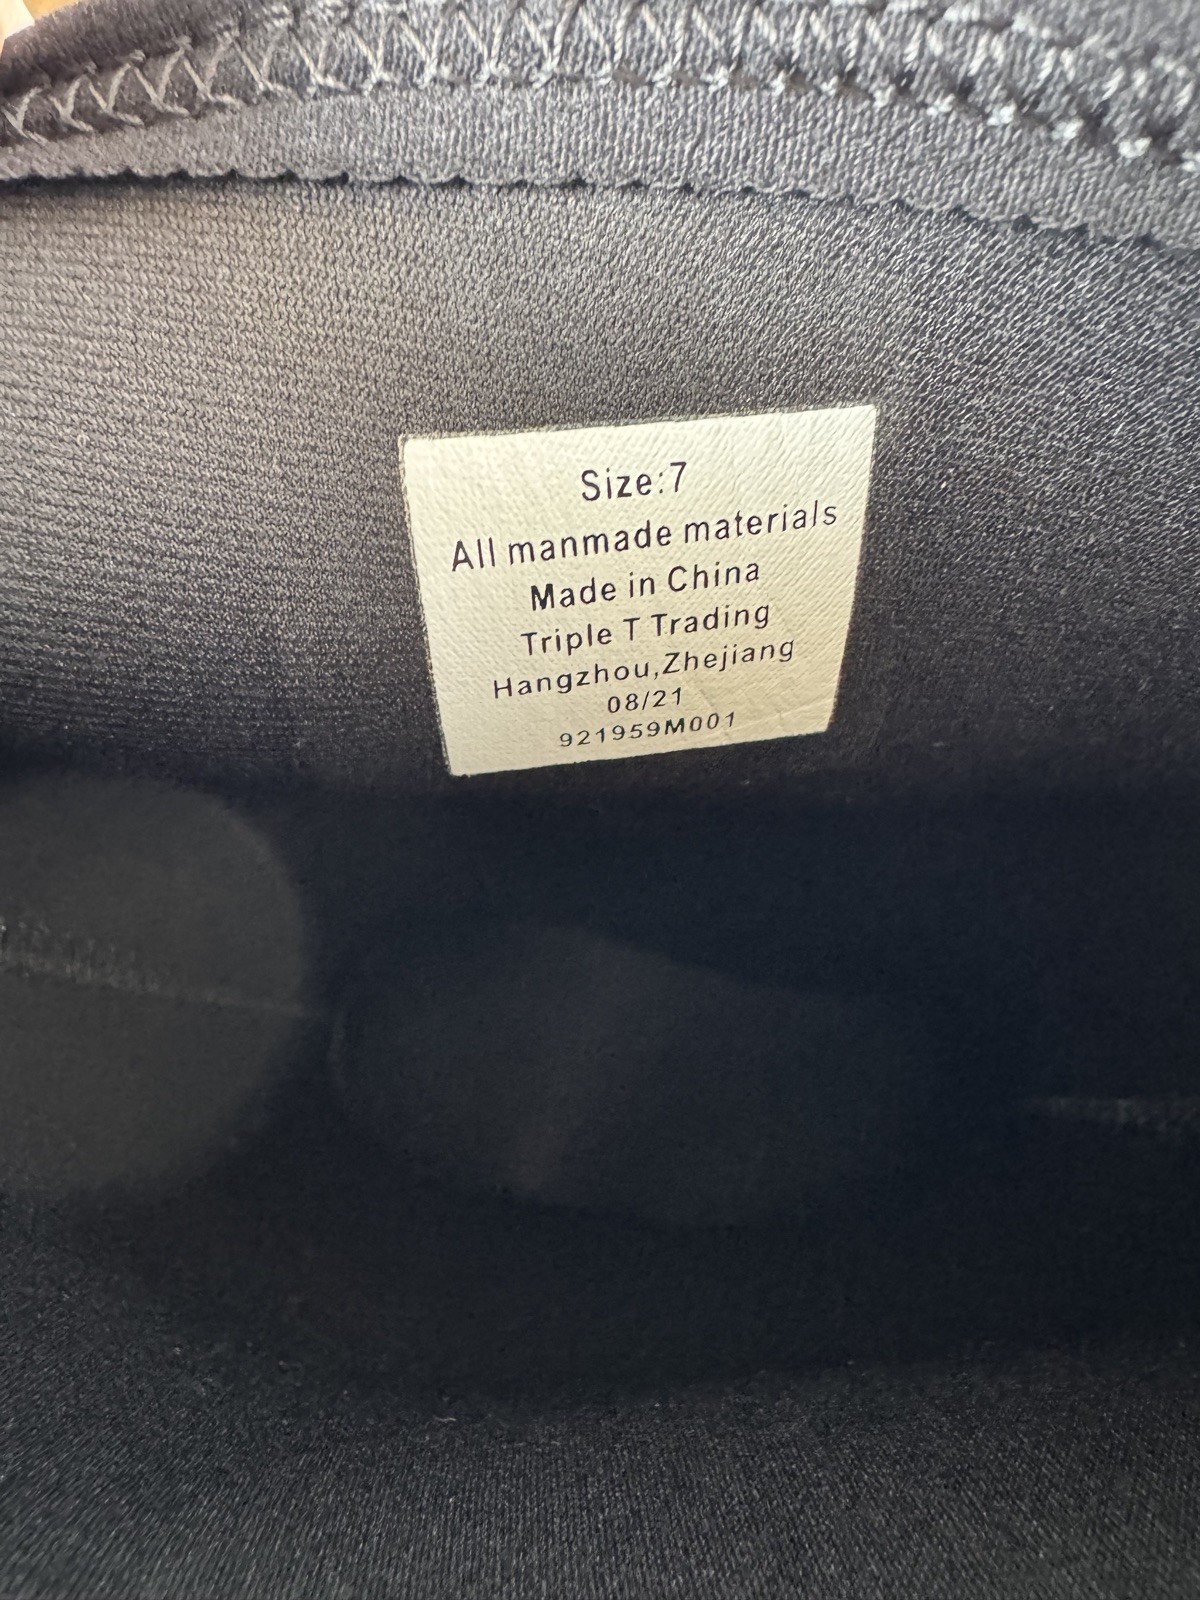 Size:7
All manmade materials
Made in China
Triple T Trading
Hangzhou,Zhejiang
08/21
921959M001